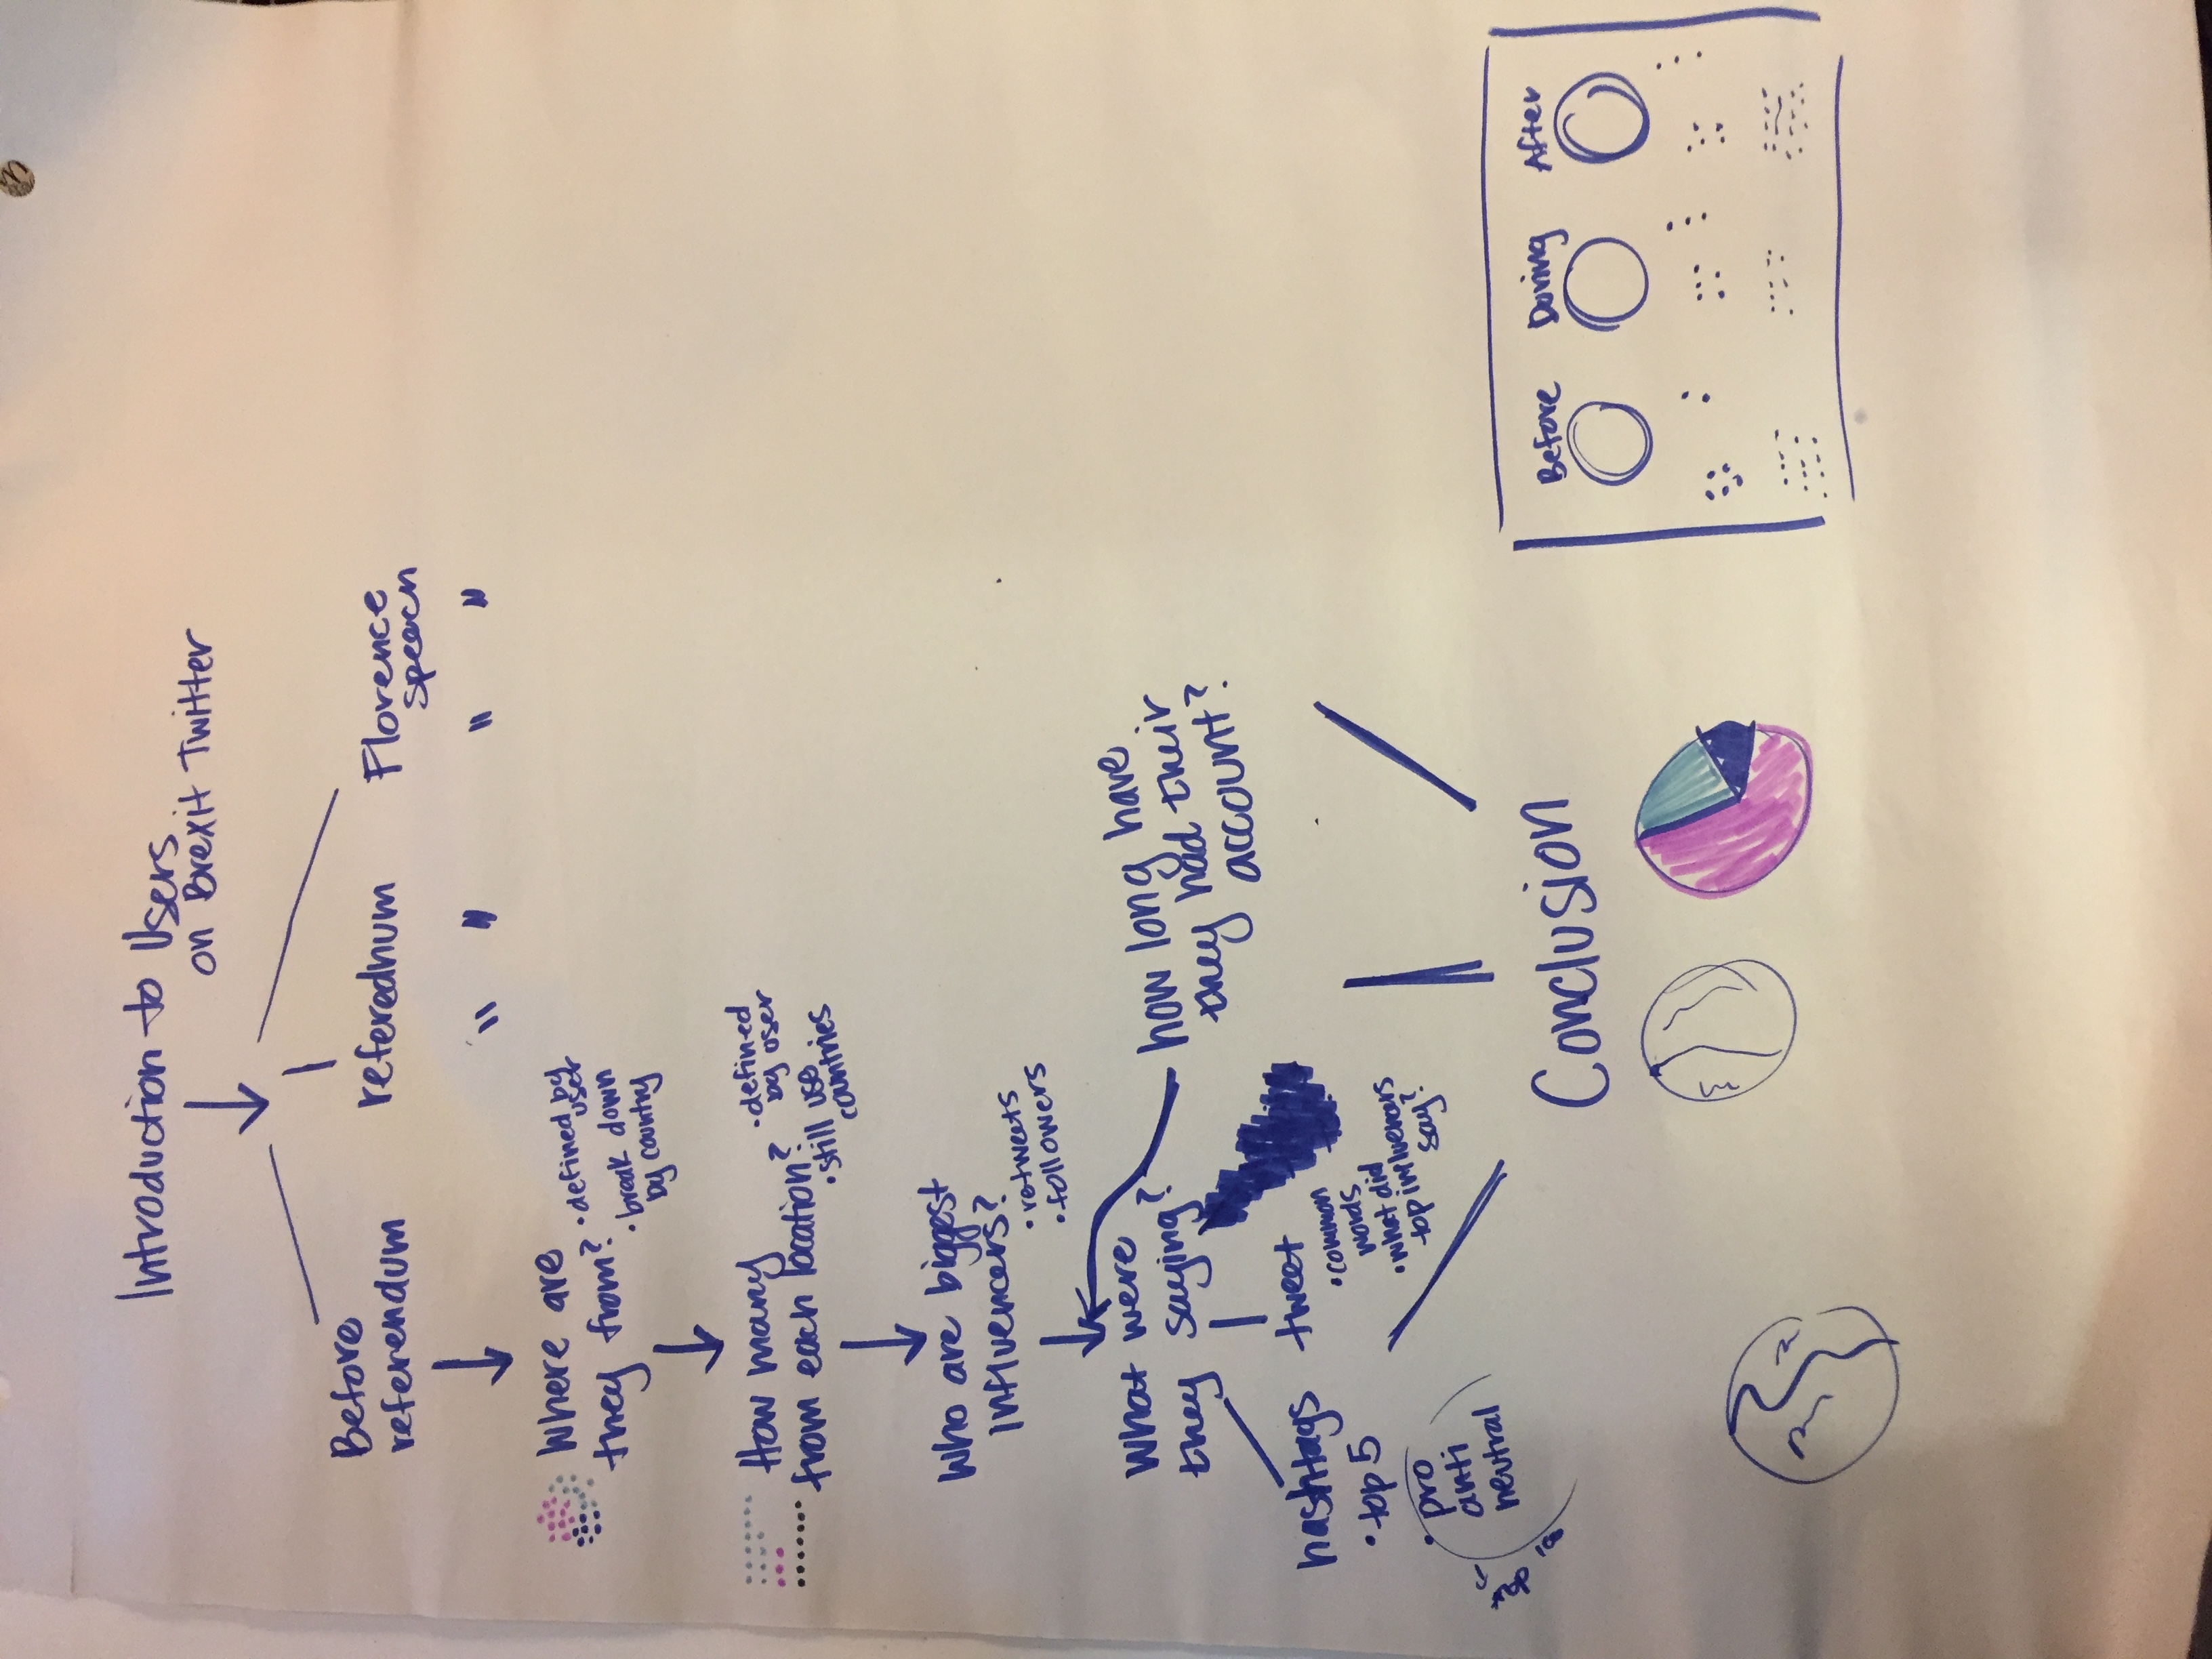 Introduction to Users
on Brexit Twitter
Before
referendum
referednum
Florence
speech
" "
" "
Where are
they from?
• defined by
user
• break down
by country
How many
from each location?
• defined
by user
• still use
countries
Who are biggest
influencers?
• retweets
• followers
What were
they saying?
how long have
they had their
account?
hashtags
• top 5
• pro
anti
neutral
tweet
• common
words
• what did
top influencers
say?
Conclusion
Before During After